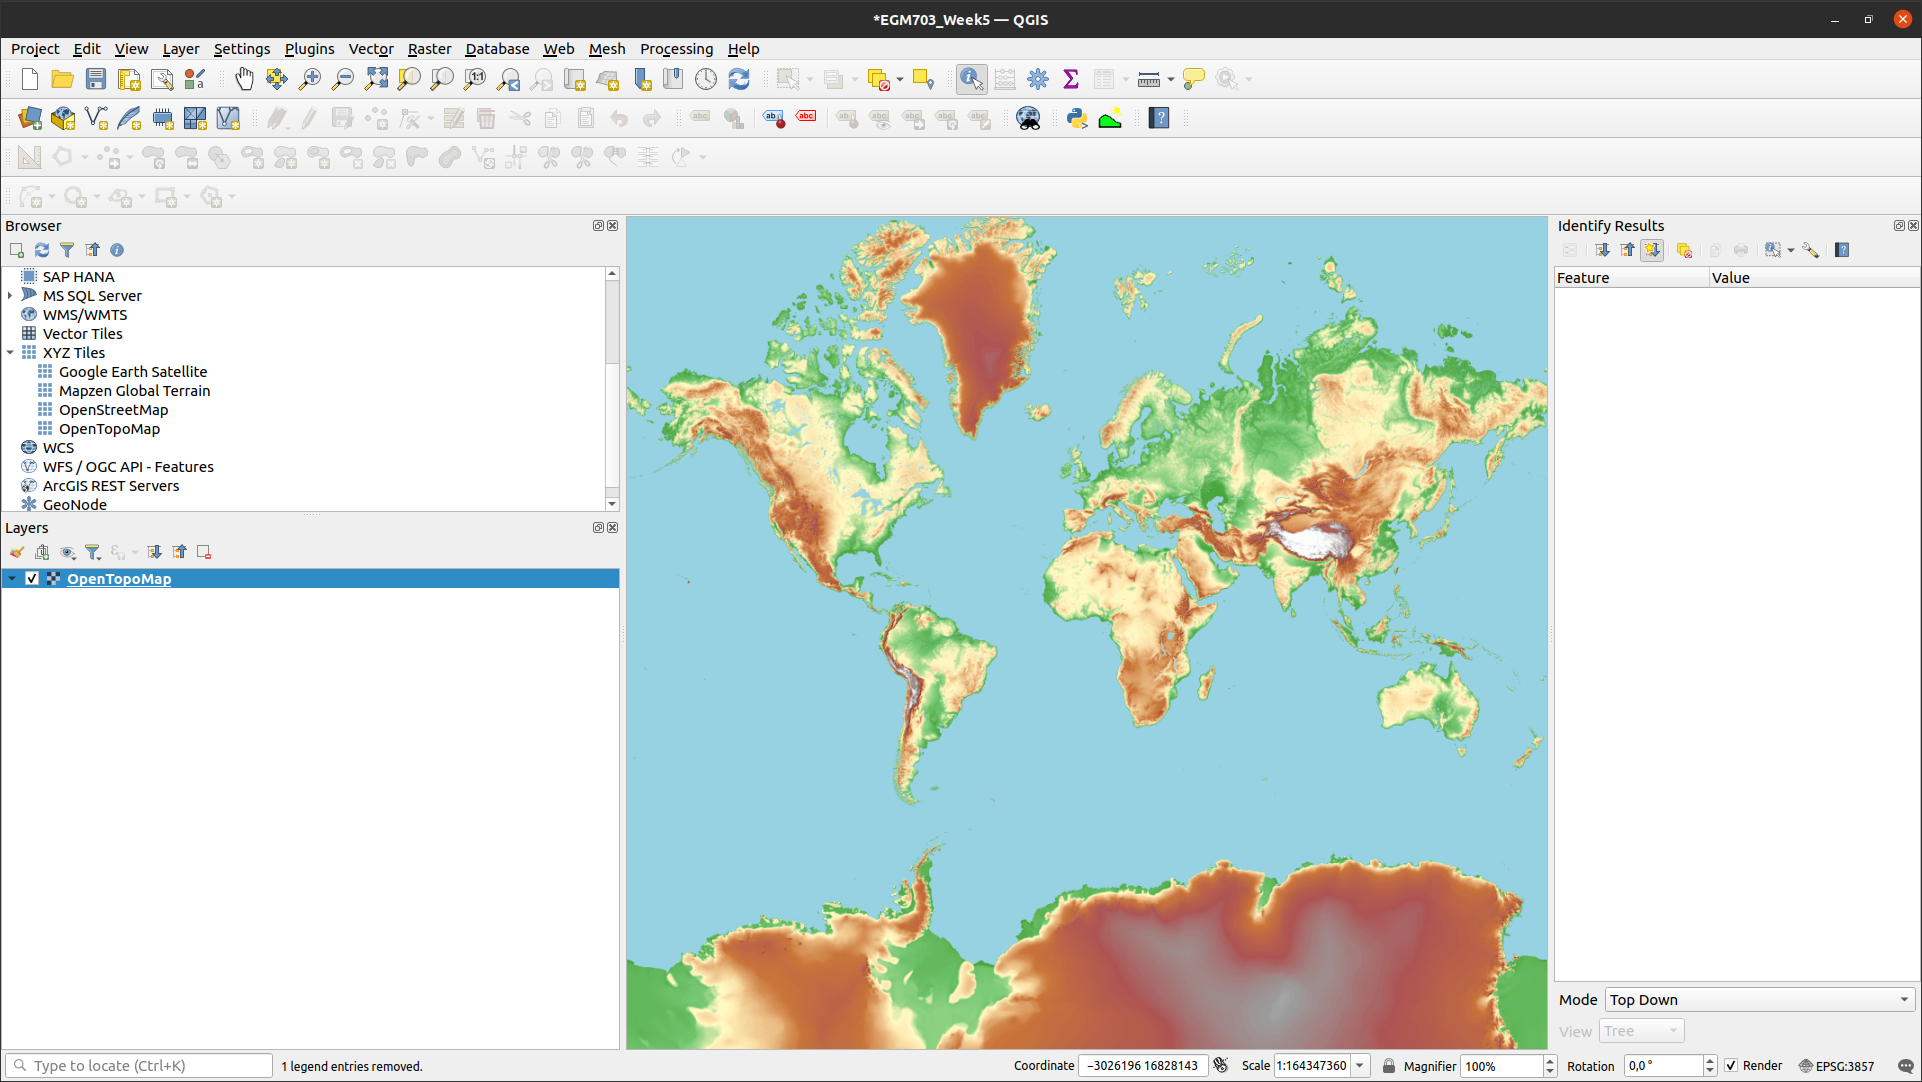 *EGM703_Week5 — QGIS
Project Edit View Layer Settings Plugins Vector Raster Database Web Mesh Processing Help
Browser
SAP HANA
MS SQL Server
WMS/WMTS
Vector Tiles
XYZ Tiles
Google Earth Satellite
Mapzen Global Terrain
OpenStreetMap
OpenTopoMap
WCS
WFS / OGC API - Features
ArcGIS REST Servers
GeoNode
Layers
OpenTopoMap
Identify Results
Feature Value
Mode Top Down
View Tree
Type to locate (Ctrl+K) 1 legend entries removed. Coordinate −3026196 16828143 Scale 1:164347360 Magnifier 100% Rotation 0,0 ° Render EPSG:3857